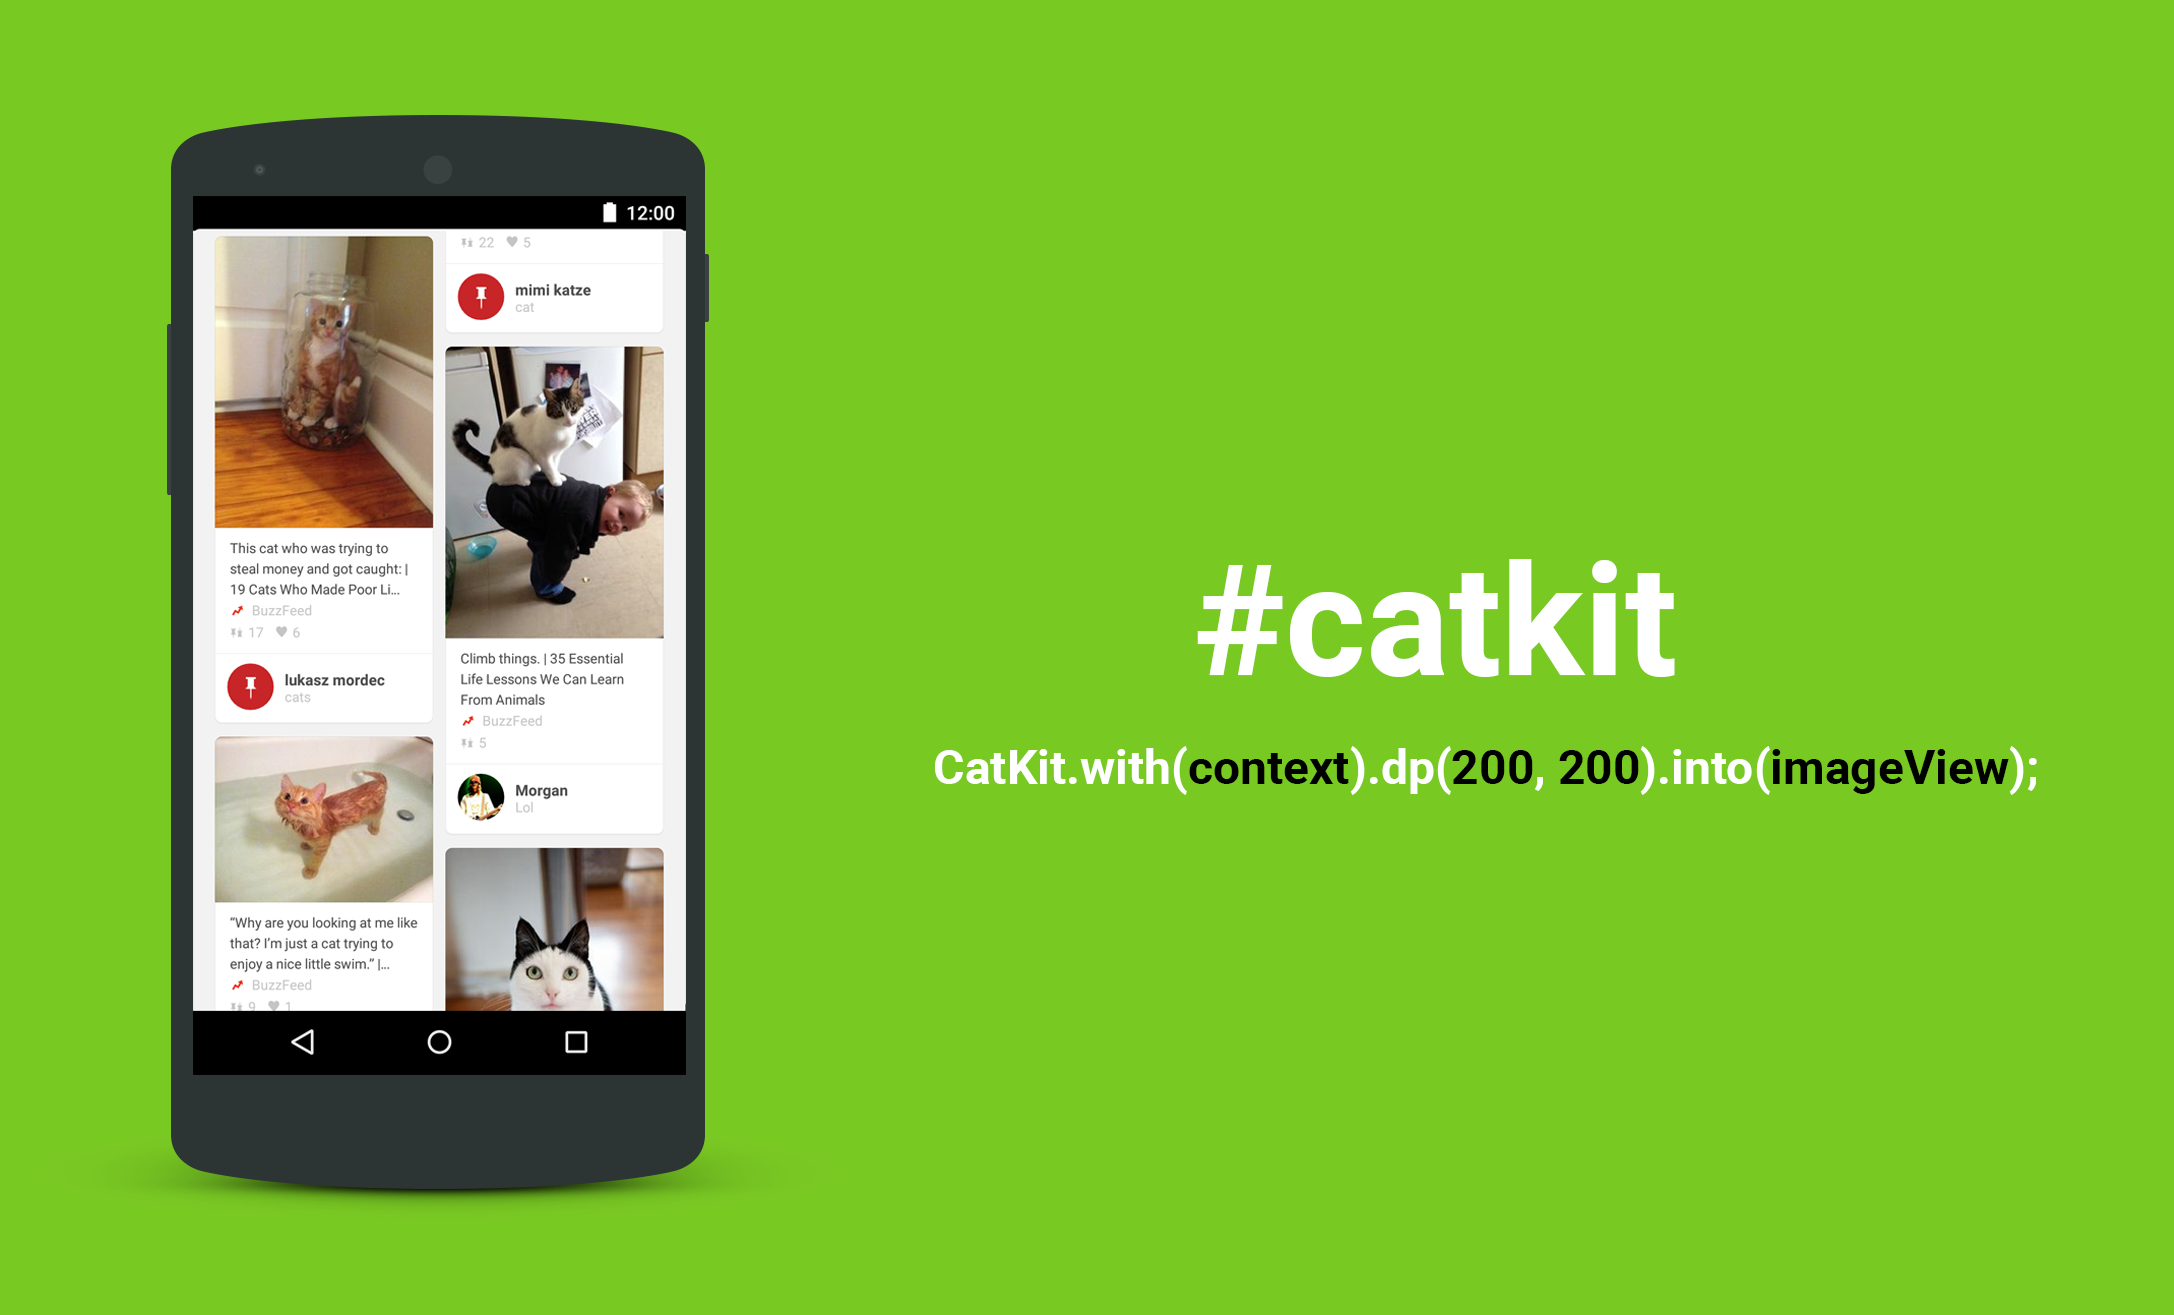 12:00
This cat who was trying to
steal money and got caught: |
19 Cats Who Made Poor Li...
BuzzFeed
17 6
lukasz mordec
cats
“Why are you looking at me like
that? I’m just a cat trying to
enjoy a nice little swim.” |...
BuzzFeed
9 1
22 5
mimi katze
cat
Climb things. | 35 Essential
Life Lessons We Can Learn
From Animals
BuzzFeed
5
Morgan
Lol
#catkit
CatKit.with(context).dp(200, 200).into(imageView);